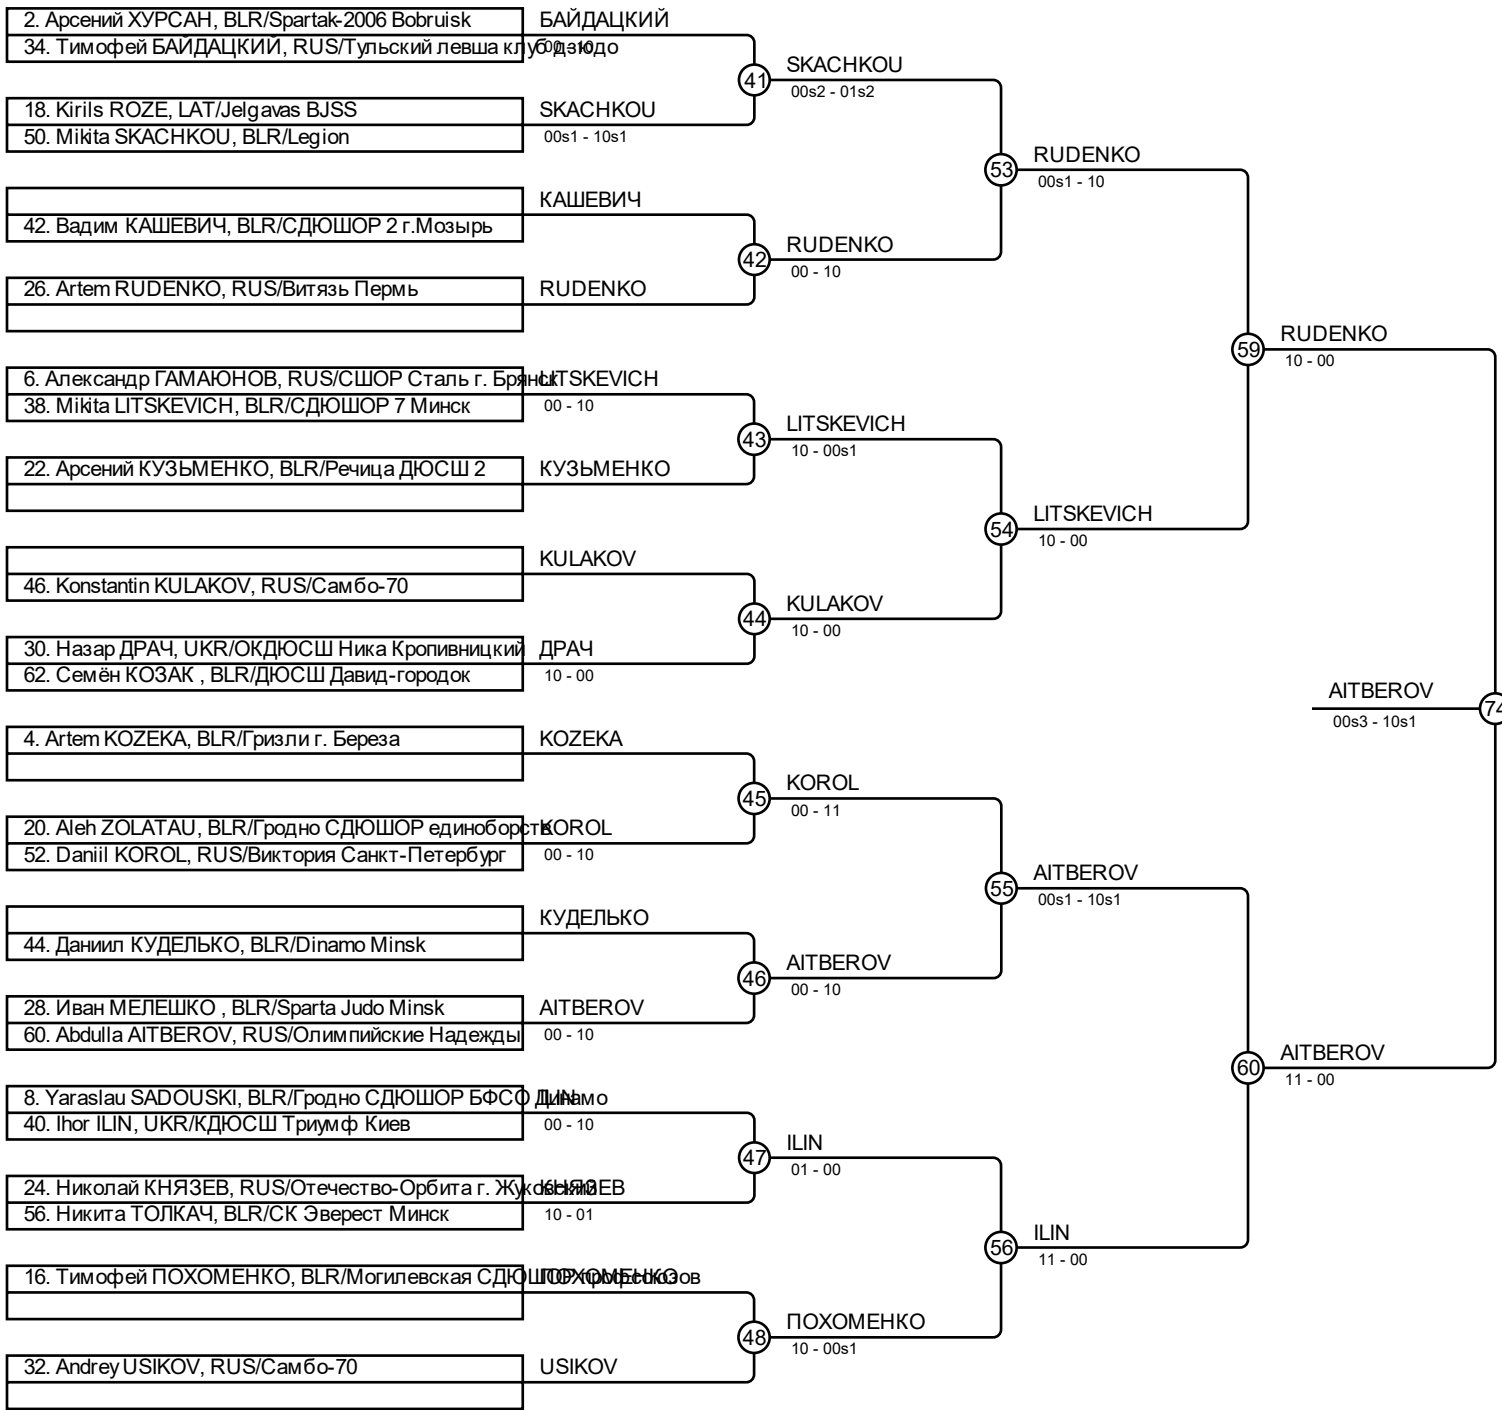 2. Арсений ХУРСАН, BLR/Spartak-2006 Bobruisk
34. Тимофей БАЙДАЦКИЙ, RUS/Тульский левша клуб дзюдо
БАЙДАЦКИЙ
00 - 10
41
SKACHKOU
00s2 - 01s2
18. Kirils ROZE, LAT/Jelgavas BJSS
50. Mikita SKACHKOU, BLR/Legion
SKACHKOU
00s1 - 10s1
53
RUDENKO
00s1 - 10
42. Вадим КАШЕВИЧ, BLR/СДЮШОР 2 г.Мозырь
КАШЕВИЧ
42
RUDENKO
00 - 10
26. Artem RUDENKO, RUS/Витязь Пермь
RUDENKO
59
RUDENKO
10 - 00
6. Александр ГАМАЮНОВ, RUS/СШОР Сталь г. Брянск
38. Mikita LITSKEVICH, BLR/СДЮШОР 7 Минск
LITSKEVICH
00 - 10
43
LITSKEVICH
10 - 00s1
22. Арсений КУЗЬМЕНКО, BLR/Речица ДЮСШ 2
КУЗЬМЕНКО
54
LITSKEVICH
10 - 00
46. Konstantin KULAKOV, RUS/Самбо-70
KULAKOV
44
KULAKOV
10 - 00
30. Назар ДРАЧ, UKR/ОКДЮСШ Ника Кропивницкий
62. Семён КОЗАК , BLR/ДЮСШ Давид-городок
ДРАЧ
10 - 00
AITBEROV
00s3 - 10s1
74
4. Artem KOZEKA, BLR/Гризли г. Береза
KOZEKA
45
KOROL
00 - 11
20. Aleh ZOLATAU, BLR/Гродно СДЮШОР единоборств
52. Daniil KOROL, RUS/Виктория Санкт-Петербург
KOROL
00 - 10
55
AITBEROV
00s1 - 10s1
44. Даниил КУДЕЛЬКО, BLR/Dinamo Minsk
КУДЕЛЬКО
46
AITBEROV
00 - 10
28. Иван МЕЛЕШКО , BLR/Sparta Judo Minsk
60. Abdulla AITBEROV, RUS/Олимпийские Надежды
AITBEROV
00 - 10
60
AITBEROV
11 - 00
8. Yaraslau SADOUSKI, BLR/Гродно СДЮШОР БФСО Динамо
40. Ihor ILIN, UKR/КДЮСШ Триумф Киев
ILIN
00 - 10
47
ILIN
01 - 00
24. Николай КНЯЗЕВ, RUS/Отечество-Орбита г. Жуковский
56. Никита ТОЛКАЧ, BLR/СК Эверест Минск
КНЯЗЕВ
10 - 01
56
ILIN
11 - 00
16. Тимофей ПОХОМЕНКО, BLR/Могилевская СДЮШОР профсоюзов
ПОХОМЕНКО
48
ПОХОМЕНКО
10 - 00s1
32. Andrey USIKOV, RUS/Самбо-70
USIKOV